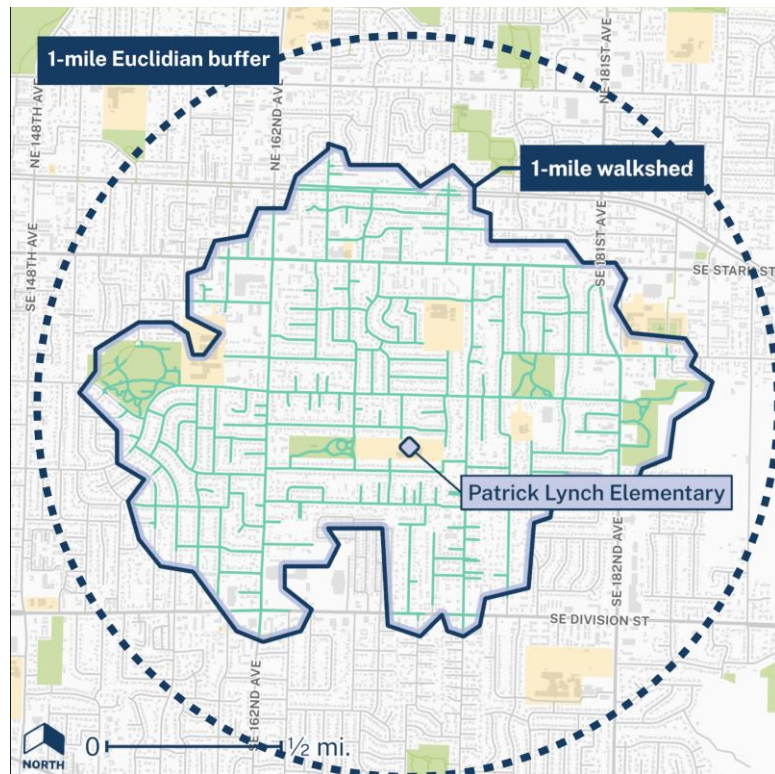 1-mile Euclidian buffer
NE 148TH AVE
NE 162ND AVE
NE 181ST AVE
1-mile walkshed
SE 148TH AVE
SE 181ST AVE
SE STARK ST
Patrick Lynch Elementary
SE 182ND AVE
SE DIVISION ST
SE 162ND AVE
NORTH
0
½ mi.